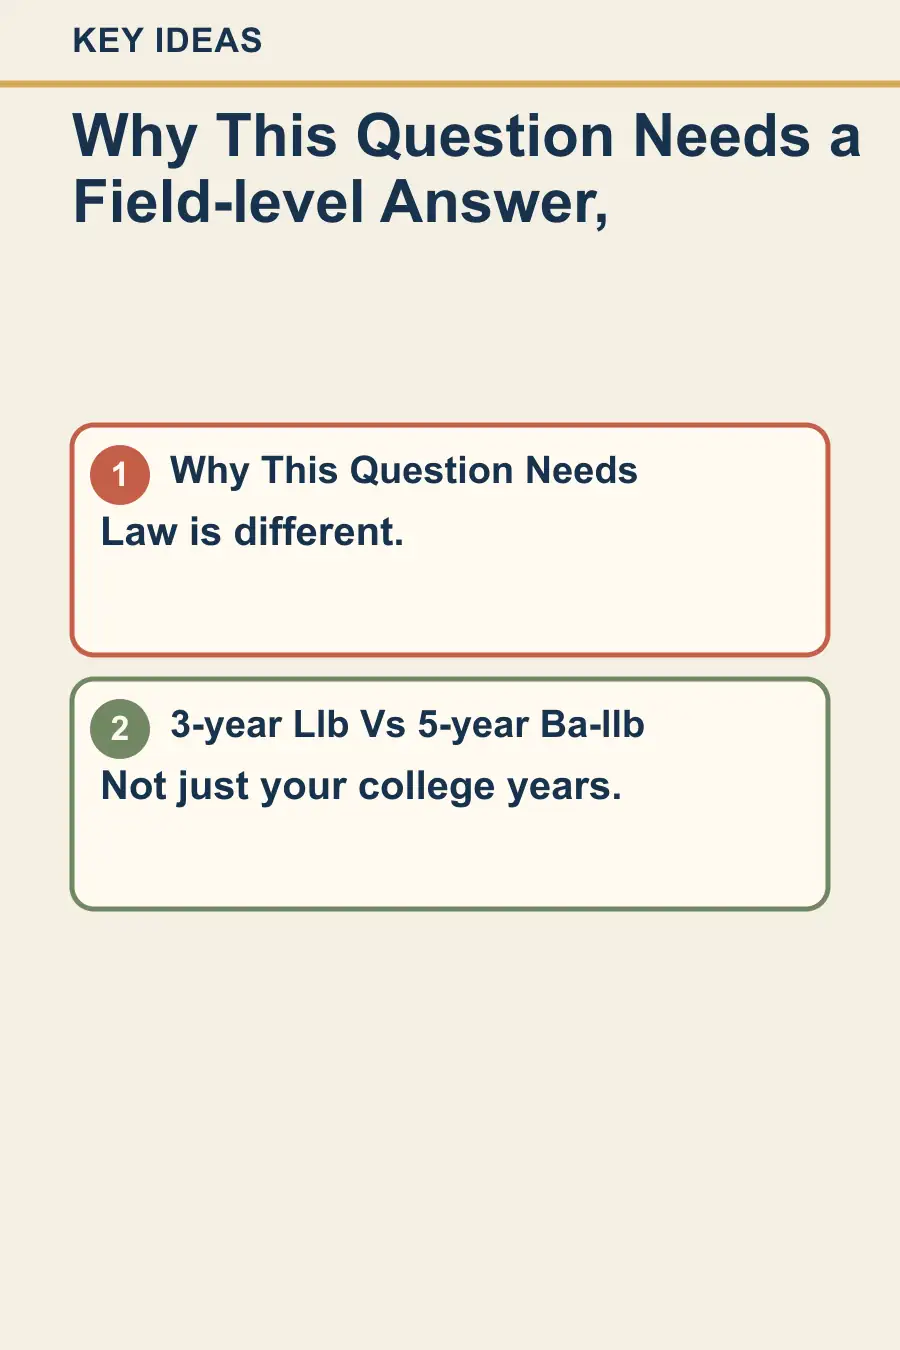 KEY IDEAS
Why This Question Needs a
Field-level Answer,
1 Why This Question Needs
Law is different.
2 3-year Llb Vs 5-year Ba-llb
Not just your college years.